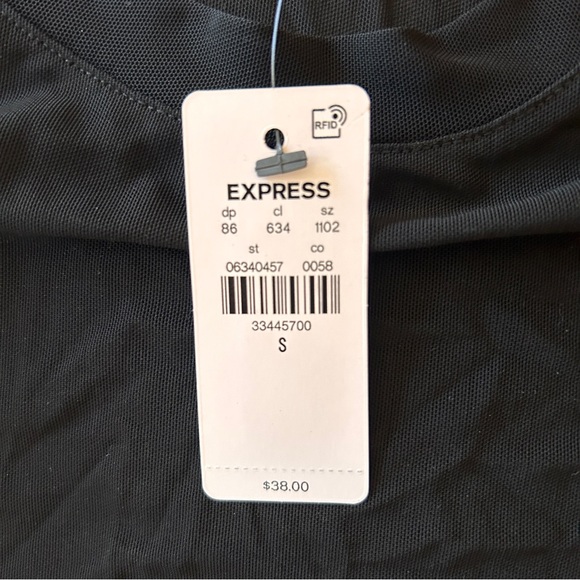 RFID
EXPRESS
dp cl sz
86 634 1102
st co
06340457 0058
33445700
S
$38.00